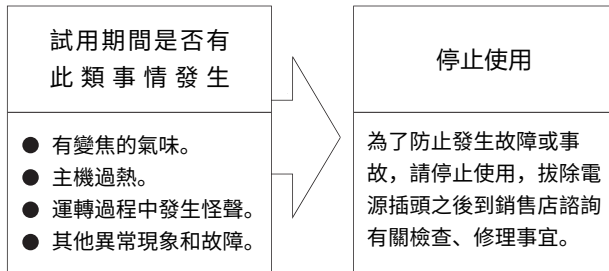 試用期間是否有
此類事情發生
● 有變焦的氣味。
● 主機過熱。
● 運轉過程中發生怪聲。
● 其他異常現象和故障。
停止使用
為了防止發生故障或事
故，請停止使用，拔除電
源插頭之後到銷售店諮詢
有關檢查、修理事宜。